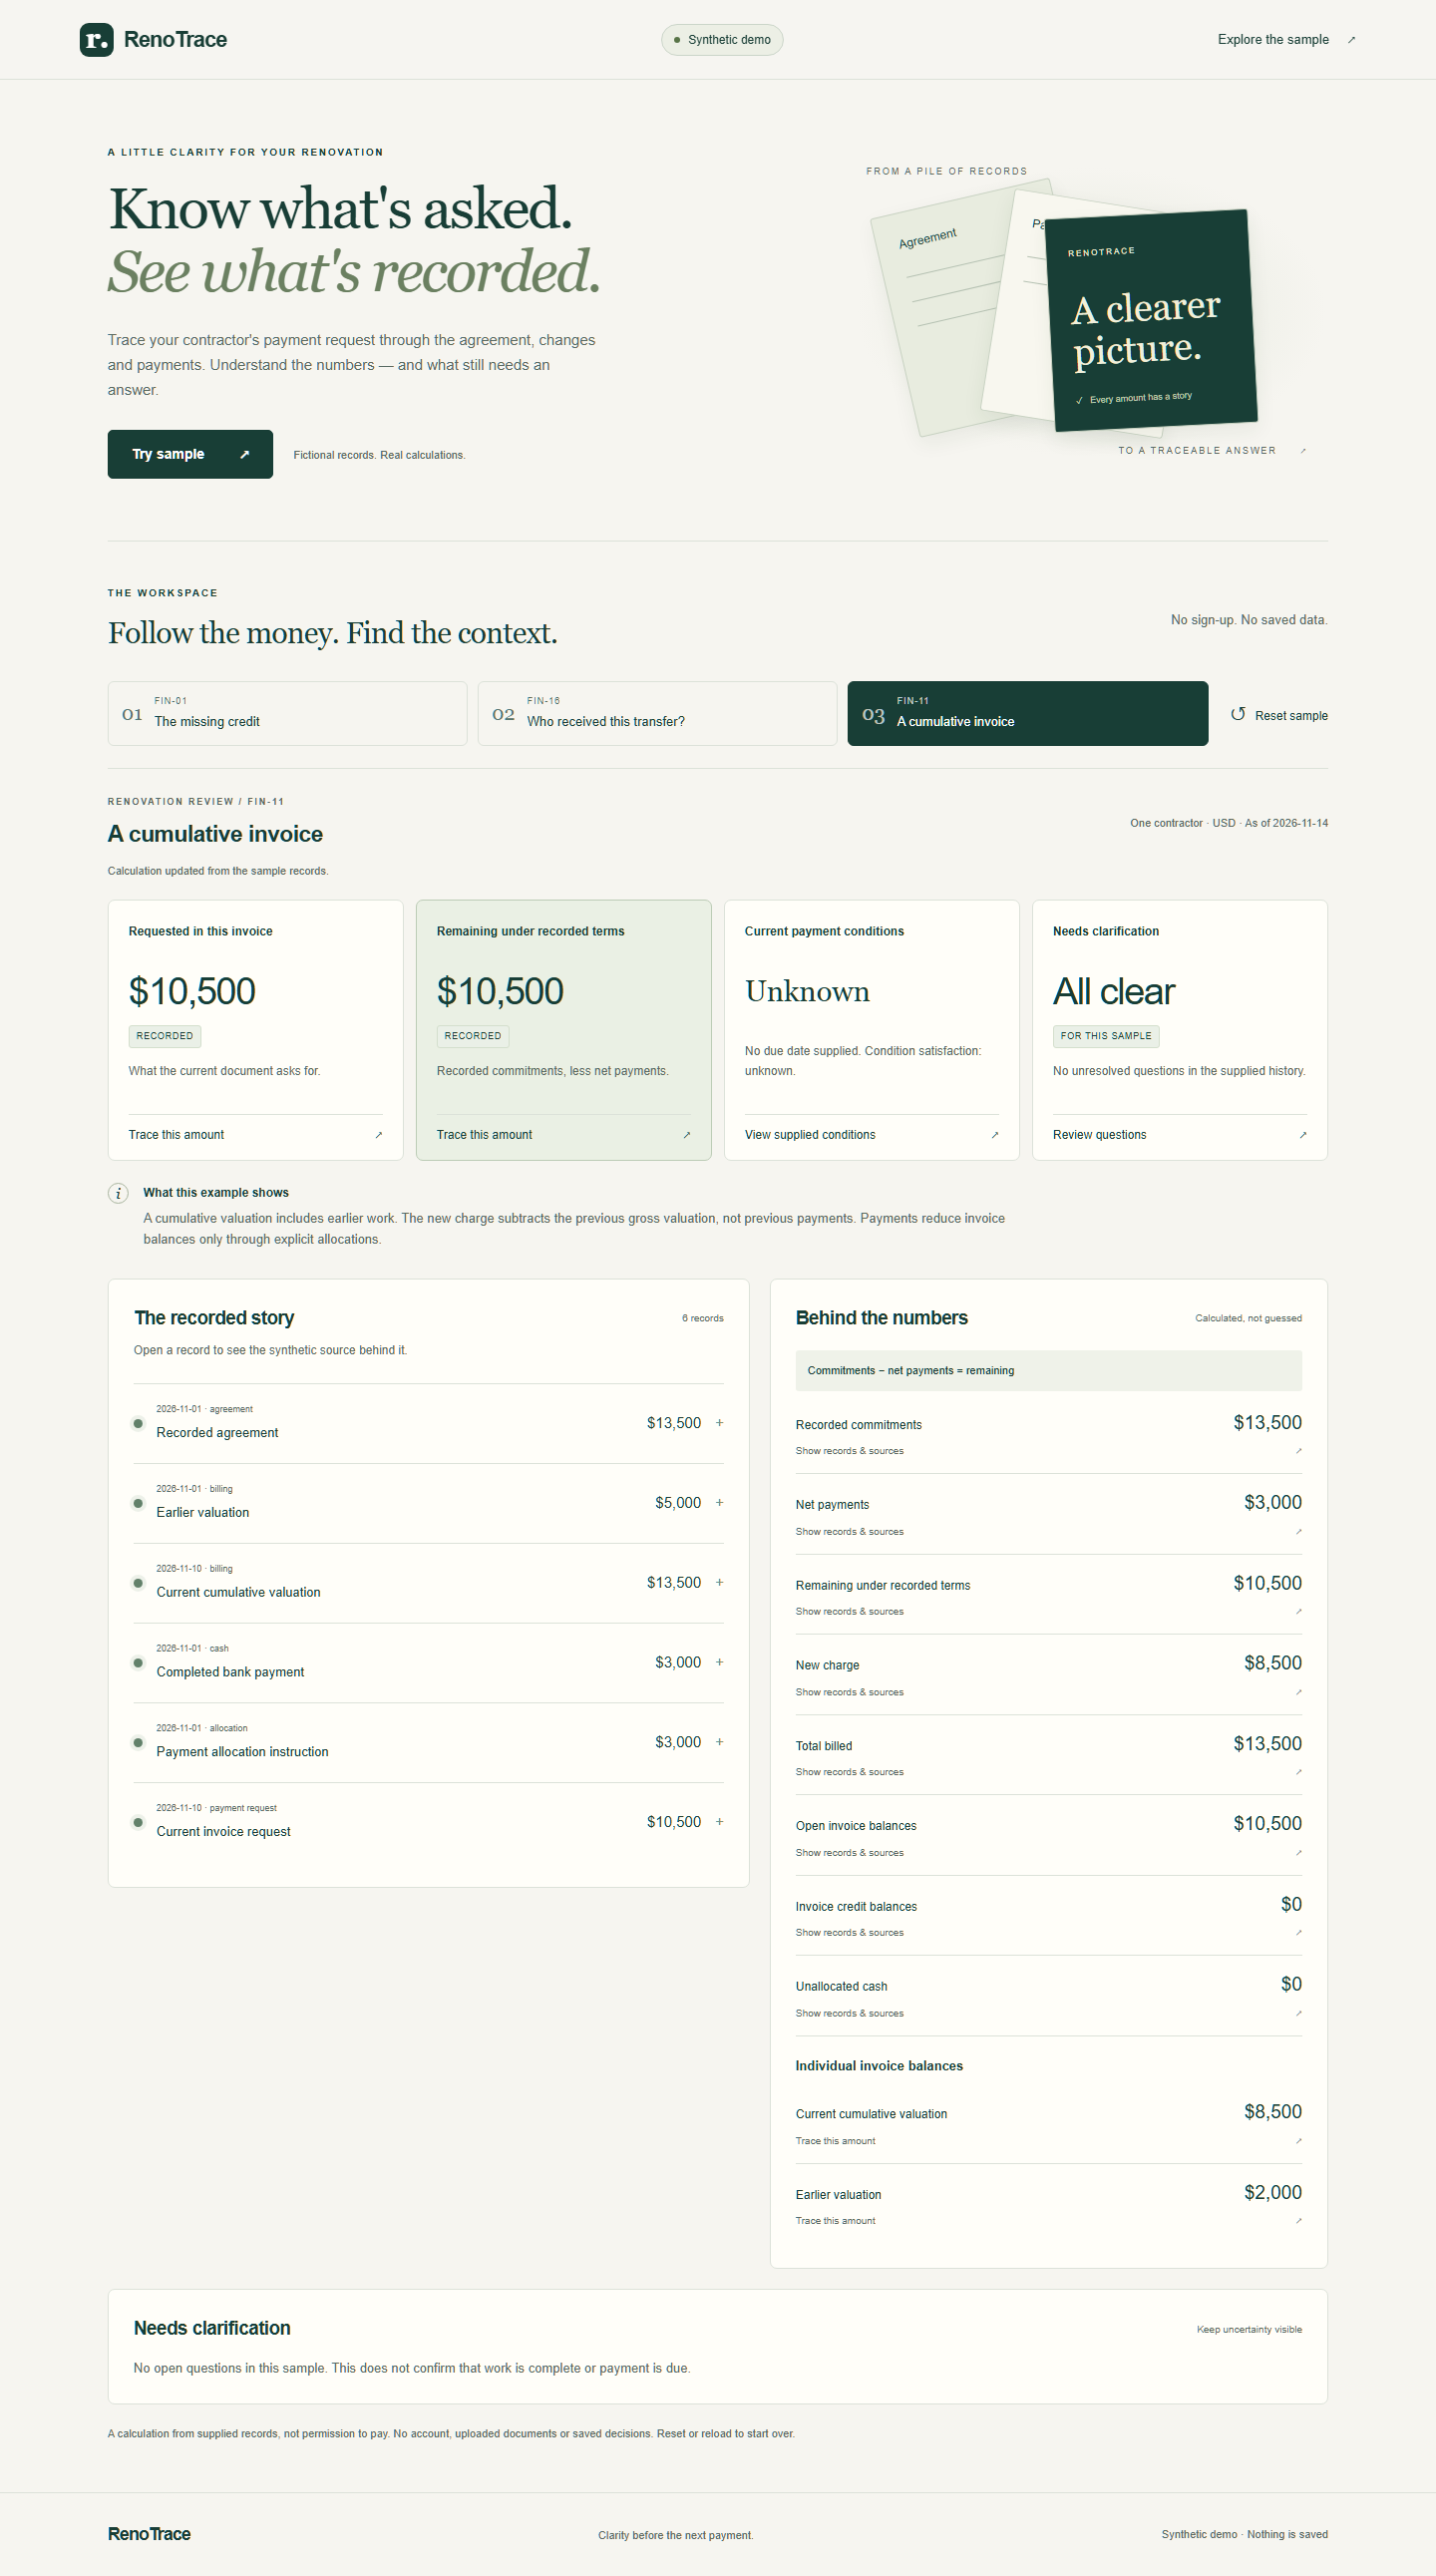 r. RenoTrace
Synthetic demo
Explore the sample ↗
A LITTLE CLARITY FOR YOUR RENOVATION
Know what's asked.
See what's recorded.
Trace your contractor's payment request through the agreement, changes
and payments. Understand the numbers — and what still needs an
answer.
Try sample ↗
Fictional records. Real calculations.
FROM A PILE OF RECORDS
Agreement
Pa
RENOTRACE
A clearer
picture.
✓ Every amount has a story
TO A TRACEABLE ANSWER ↗
THE WORKSPACE
Follow the money. Find the context.
No sign-up. No saved data.
01
FIN-01
The missing credit
02
FIN-16
Who received this transfer?
03
FIN-11
A cumulative invoice
↺ Reset sample
RENOVATION REVIEW / FIN-11
A cumulative invoice
One contractor · USD · As of 2026-11-14
Calculation updated from the sample records.
Requested in this invoice
$10,500
RECORDED
What the current document asks for.
Trace this amount ↗
Remaining under recorded terms
$10,500
RECORDED
Recorded commitments, less net payments.
Trace this amount ↗
Current payment conditions
Unknown
No due date supplied. Condition satisfaction:
unknown.
View supplied conditions ↗
Needs clarification
All clear
FOR THIS SAMPLE
No unresolved questions in the supplied history.
Review questions ↗
i What this example shows
A cumulative valuation includes earlier work. The new charge subtracts the previous gross valuation, not previous payments. Payments reduce invoice
balances only through explicit allocations.
The recorded story
6 records
Open a record to see the synthetic source behind it.
2026-11-01 · agreement
Recorded agreement $13,500 +
2026-11-01 · billing
Earlier valuation $5,000 +
2026-11-10 · billing
Current cumulative valuation $13,500 +
2026-11-01 · cash
Completed bank payment $3,000 +
2026-11-01 · allocation
Payment allocation instruction $3,000 +
2026-11-10 · payment request
Current invoice request $10,500 +
Behind the numbers
Calculated, not guessed
Commitments − net payments = remaining
Recorded commitments $13,500
Show records & sources ↗
Net payments $3,000
Show records & sources ↗
Remaining under recorded terms $10,500
Show records & sources ↗
New charge $8,500
Show records & sources ↗
Total billed $13,500
Show records & sources ↗
Open invoice balances $10,500
Show records & sources ↗
Invoice credit balances $0
Show records & sources ↗
Unallocated cash $0
Show records & sources ↗
Individual invoice balances
Current cumulative valuation $8,500
Trace this amount ↗
Earlier valuation $2,000
Trace this amount ↗
Needs clarification
Keep uncertainty visible
No open questions in this sample. This does not confirm that work is complete or payment is due.
A calculation from supplied records, not permission to pay. No account, uploaded documents or saved decisions. Reset or reload to start over.
RenoTrace
Clarity before the next payment.
Synthetic demo · Nothing is saved